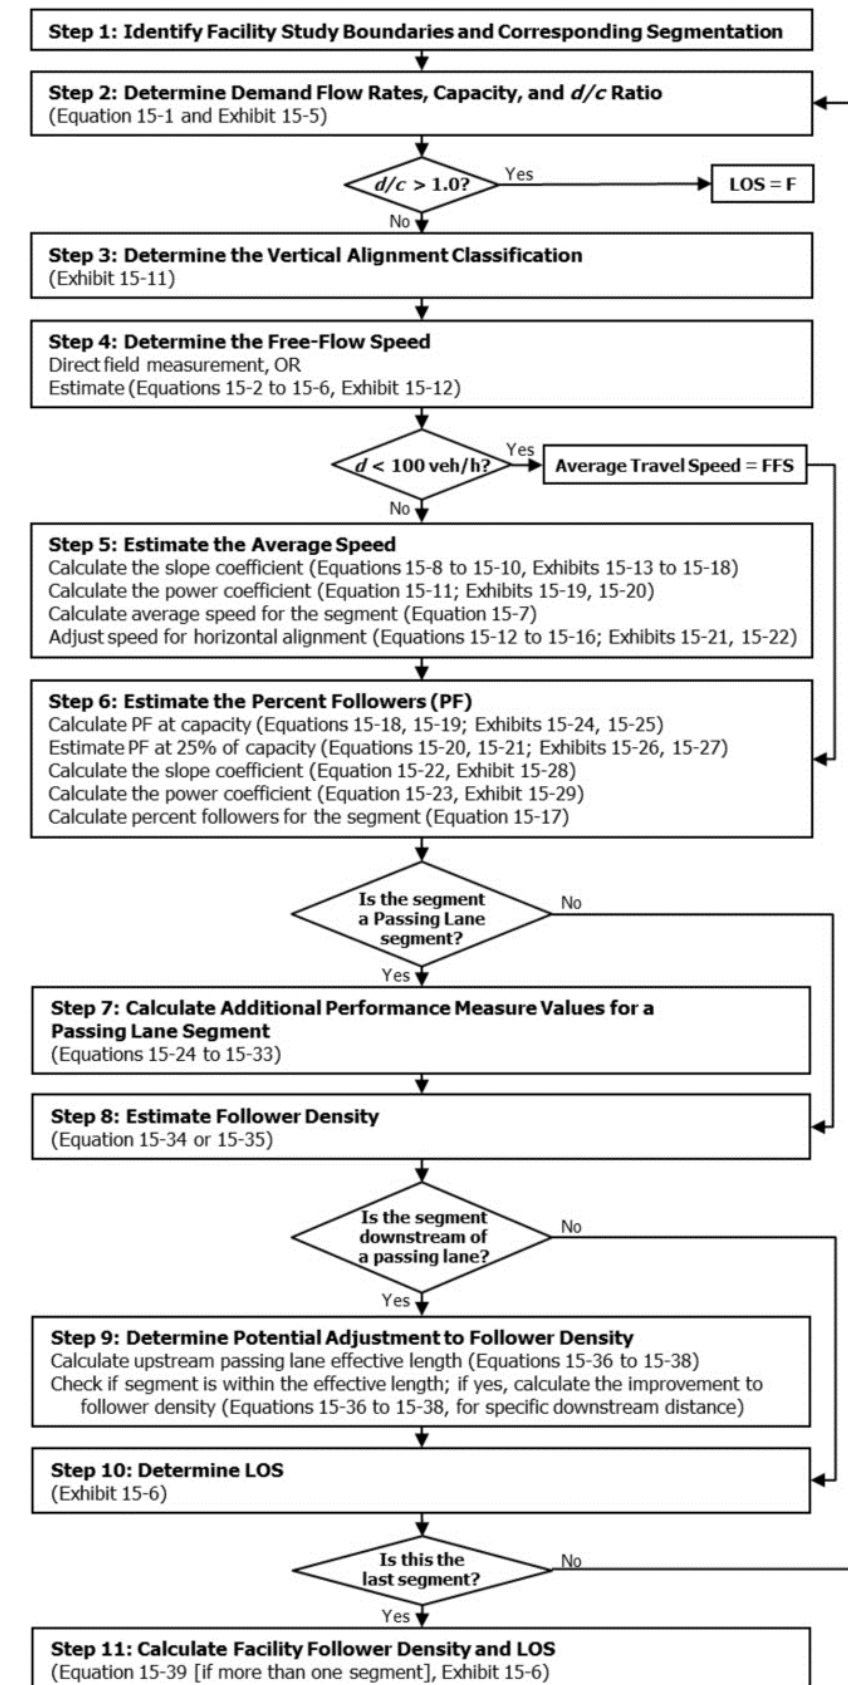 Step 1: Identify Facility Study Boundaries and Corresponding Segmentation
Step 2: Determine Demand Flow Rates, Capacity, and d/c Ratio
(Equation 15-1 and Exhibit 15-5)
d/c > 1.0?
Yes
LOS = F
No
Step 3: Determine the Vertical Alignment Classification
(Exhibit 15-11)
Step 4: Determine the Free-Flow Speed
Direct field measurement, OR
Estimate (Equations 15-2 to 15-6, Exhibit 15-12)
d < 100 veh/h?
Yes
Average Travel Speed = FFS
No
Step 5: Estimate the Average Speed
Calculate the slope coefficient (Equations 15-8 to 15-10, Exhibits 15-13 to 15-18)
Calculate the power coefficient (Equation 15-11; Exhibits 15-19, 15-20)
Calculate average speed for the segment (Equation 15-7)
Adjust speed for horizontal alignment (Equations 15-12 to 15-16; Exhibits 15-21, 15-22)
Step 6: Estimate the Percent Followers (PF)
Calculate PF at capacity (Equations 15-18, 15-19; Exhibits 15-24, 15-25)
Estimate PF at 25% of capacity (Equations 15-20, 15-21; Exhibits 15-26, 15-27)
Calculate the slope coefficient (Equation 15-22, Exhibit 15-28)
Calculate the power coefficient (Equation 15-23, Exhibit 15-29)
Calculate percent followers for the segment (Equation 15-17)
Is the segment
a Passing Lane
segment?
No
Yes
Step 7: Calculate Additional Performance Measure Values for a
Passing Lane Segment
(Equations 15-24 to 15-33)
Step 8: Estimate Follower Density
(Equation 15-34 or 15-35)
Is the segment
downstream of
a passing lane?
No
Yes
Step 9: Determine Potential Adjustment to Follower Density
Calculate upstream passing lane effective length (Equations 15-36 to 15-38)
Check if segment is within the effective length; if yes, calculate the improvement to
follower density (Equations 15-36 to 15-38, for specific downstream distance)
Step 10: Determine LOS
(Exhibit 15-6)
Is this the
last segment?
No
Yes
Step 11: Calculate Facility Follower Density and LOS
(Equation 15-39 [if more than one segment], Exhibit 15-6)